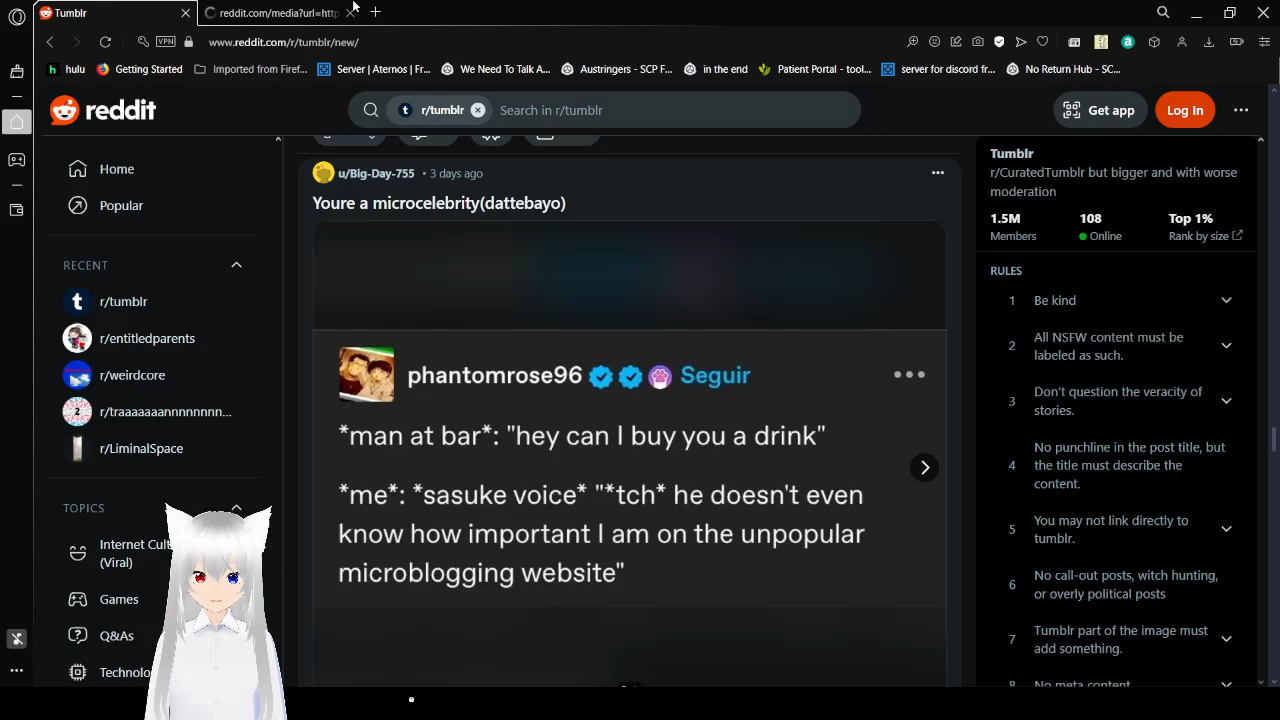 Tumblr
reddit.com/media?url=http
VPN
www.reddit.com/r/tumblr/new/
hulu
Getting Started
Imported from Firef...
Server | Aternos | Fr...
We Need To Talk A...
Austringers - SCP F...
in the end
Patient Portal - tool...
server for discord fr...
No Return Hub - SC...
reddit
r/tumblr
Search in r/tumblr
Get app
Log In
Home
Popular
RECENT
r/tumblr
r/entitledparents
r/weirdcore
r/traaaaaaannnnnnnn...
r/LiminalSpace
TOPICS
Internet Cult
(Viral)
Games
Q&As
Technolo
u/Big-Day-755 • 3 days ago
Youre a microcelebrity(dattebayo)
phantomrose96 Seguir
*man at bar*: "hey can I buy you a drink"
*me*: *sasuke voice* "*tch* he doesn't even
know how important I am on the unpopular
microblogging website"
Tumblr
r/CuratedTumblr but bigger and with worse
moderation
1.5M 108 Top 1%
Members Online Rank by size
RULES
1 Be kind
2 All NSFW content must be
labeled as such.
3 Don't question the veracity of
stories.
4 No punchline in the post title, but
the title must describe the
content.
5 You may not link directly to
tumblr.
6 No call-out posts, witch hunting,
or overly political posts
7 Tumblr part of the image must
add something.
8 No meta content